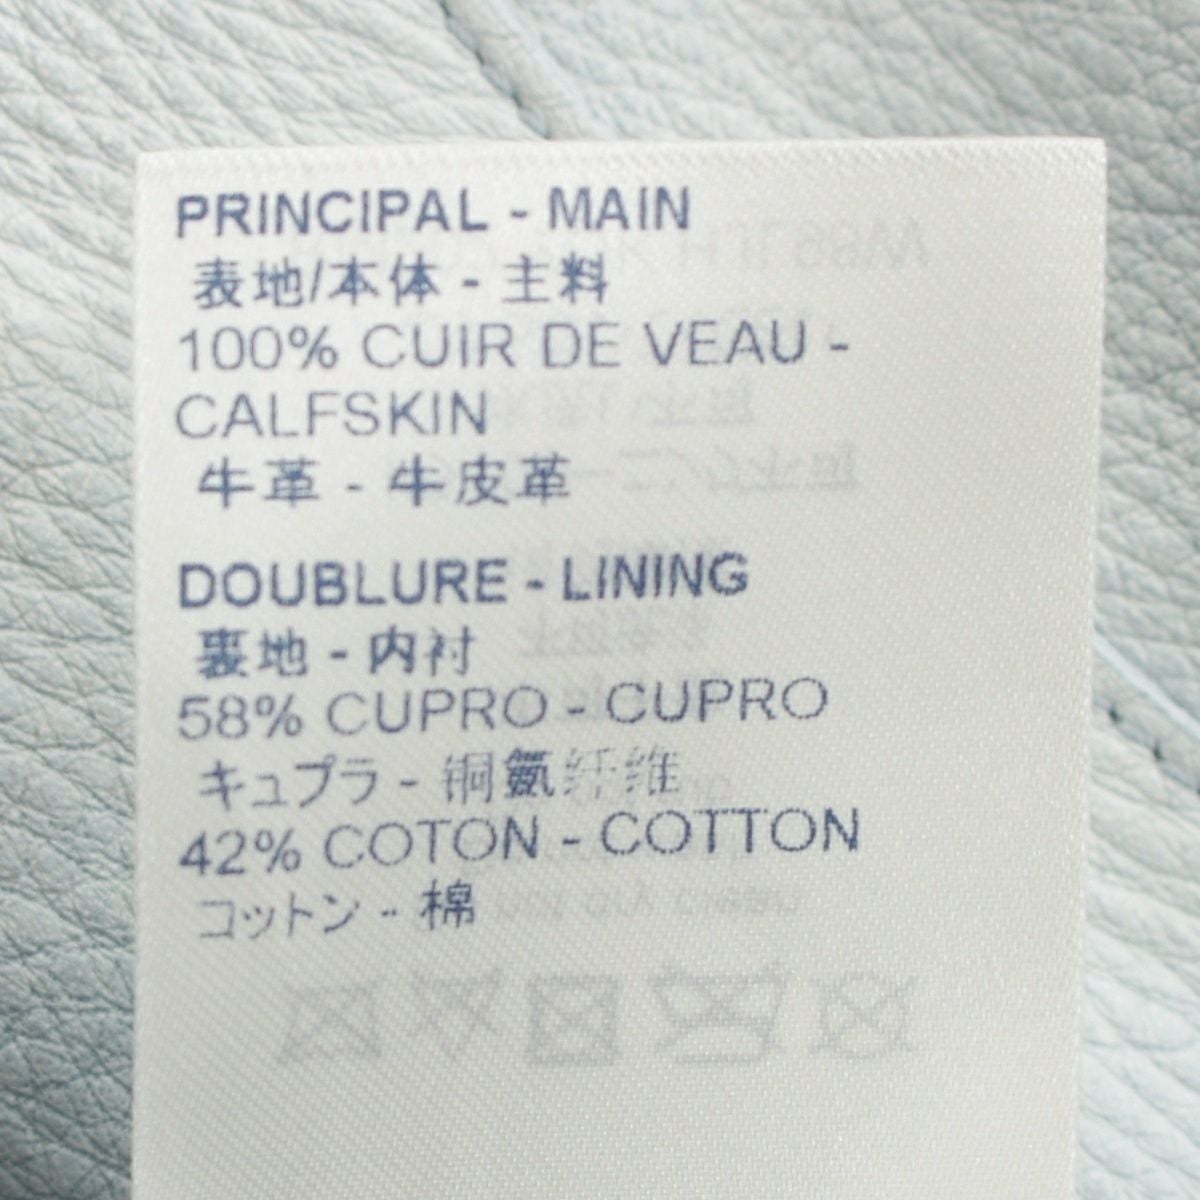 PRINCIPAL - MAIN
表地/本体 - 主料
100% CUIR DE VEAU -
CALFSKIN
牛革 - 牛皮革
DOUBLURE - LINING
裏地 - 内衬
58% CUPRO - CUPRO
キュプラ - 铜氨纤维
42% COTON - COTTON
コットン - 棉